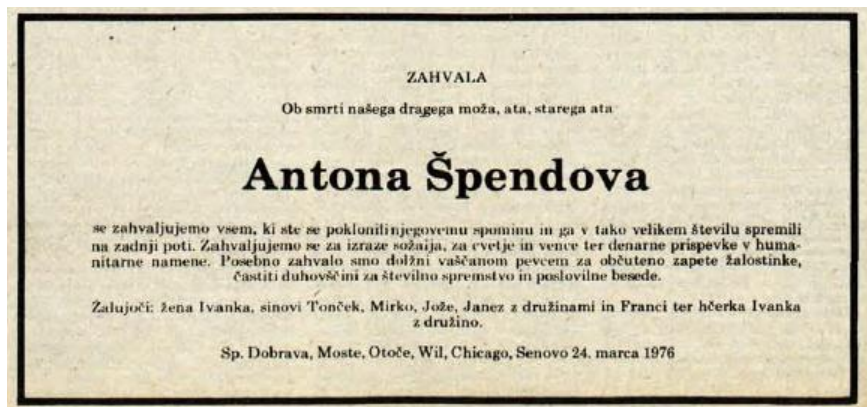 ZAHVALA
Ob smrti našega dragega moža, ata, starega ata
Antona Špendova
se zahvaljujemo vsem, ki ste se poklonili njegovemu spominu in ga v tako velikem številu spremili
na zadnji poti. Zahvaljujemo se za izraze sožalja, za cvetje in vence ter denarne prispevke v huma-
nitarne namene. Posebno zahvalo smo dolžni vaščanom pevcem za občuteno zapete žalostinke,
častiti duhovščini za številno spremstvo in poslovilne besede.
Žalujoči: žena Ivanka, sinovi Tonček, Mirko, Jože, Janez z družinami in Franci ter hčerka Ivanka
z družino.
Sp. Dobrava, Moste, Otoče, Wil, Chicago, Senovo 24. marca 1976